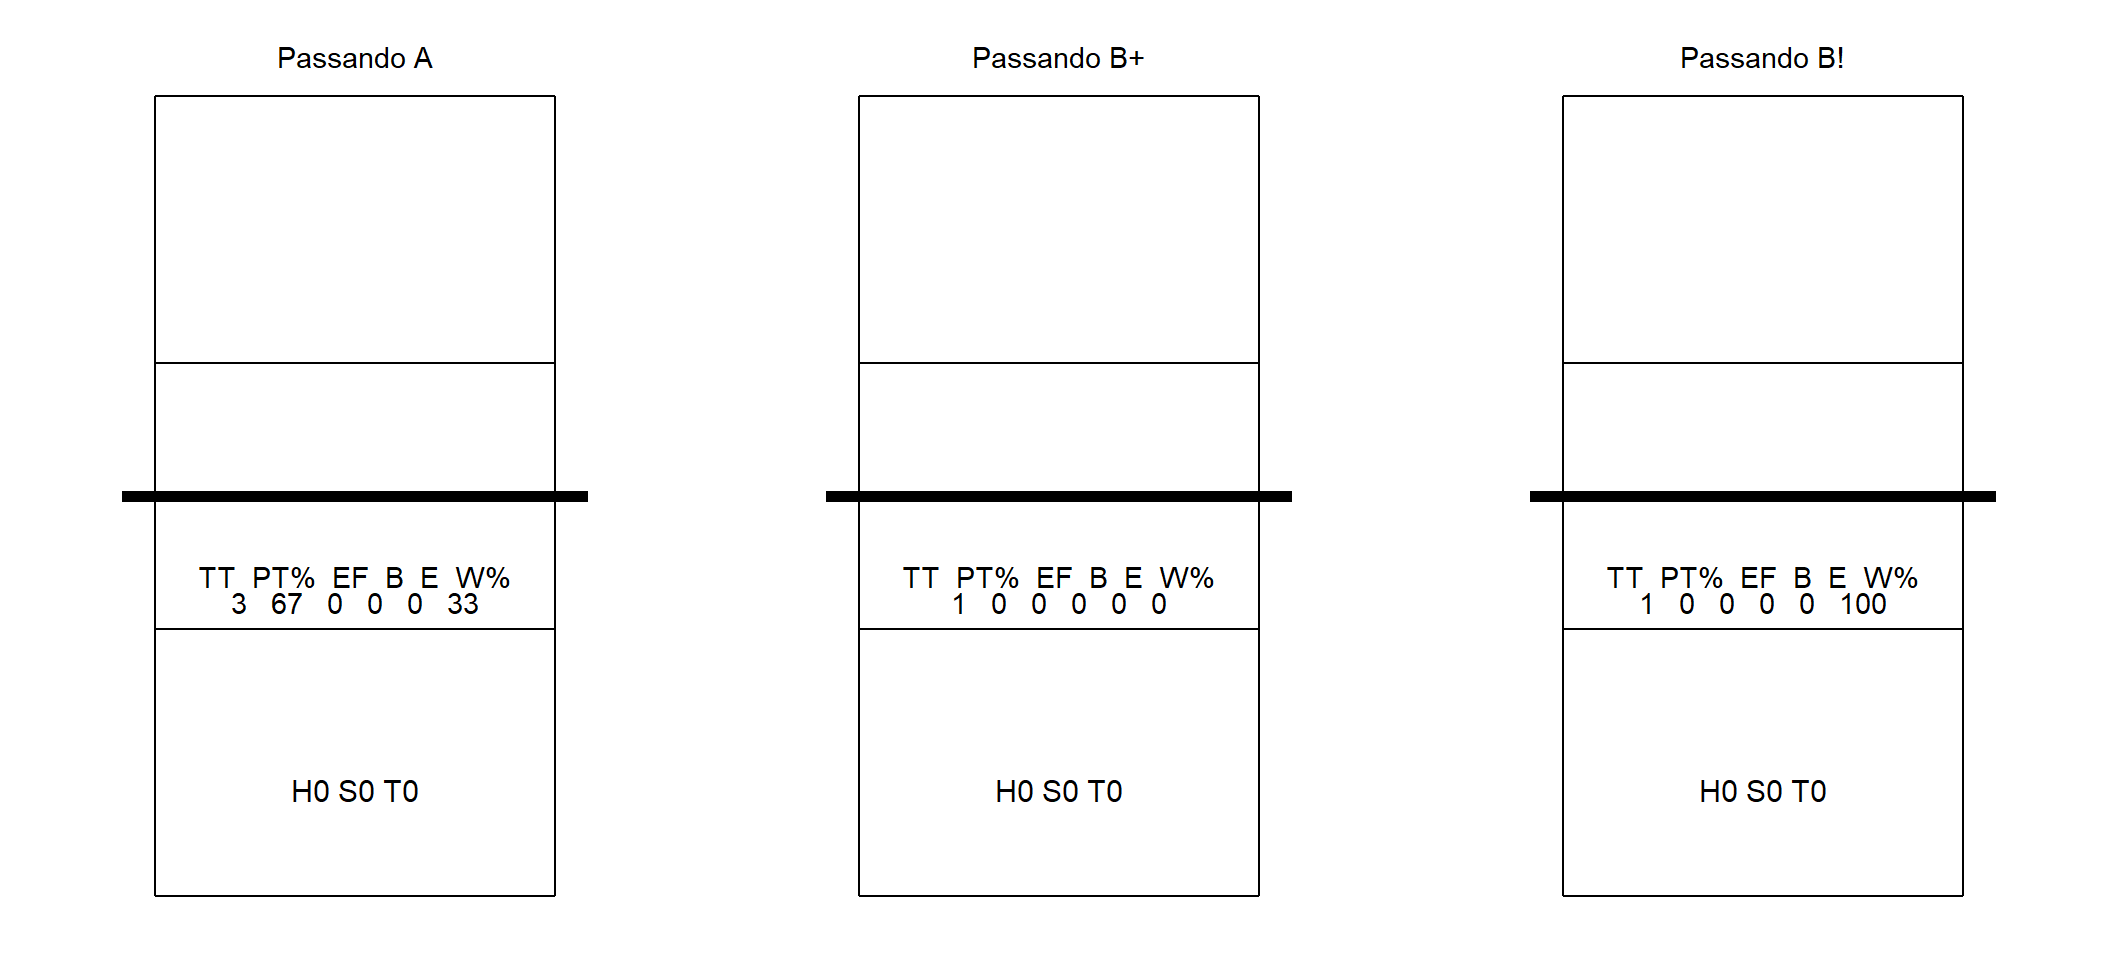 Passando A
TT PT% EF B E W%
3 67 0 0 0 33
H0 S0 T0
Passando B+
TT PT% EF B E W%
1 0 0 0 0 0
H0 S0 T0
Passando B!
TT PT% EF B E W%
1 0 0 0 0 100
H0 S0 T0